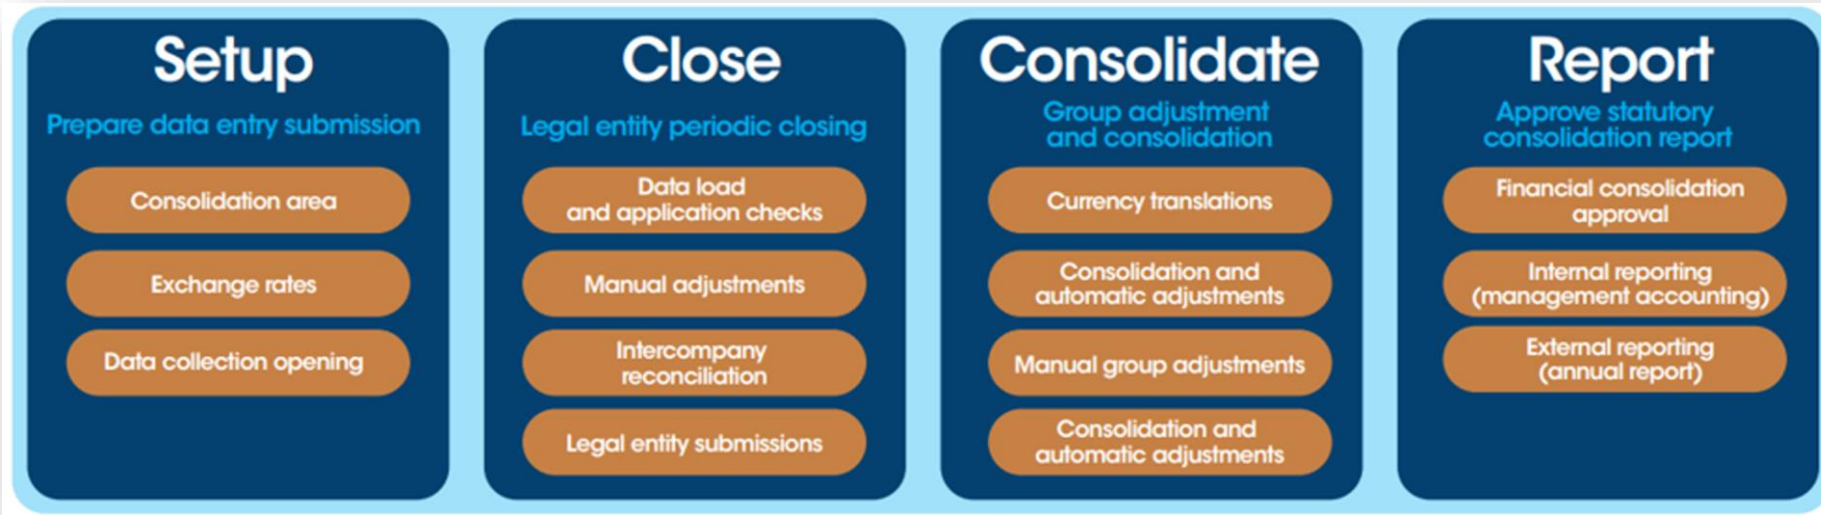 Setup
Prepare data entry submission
Consolidation area
Exchange rates
Data collection opening
Close
Legal entity periodic closing
Data load
and application checks
Manual adjustments
Intercompany
reconciliation
Legal entity submissions
Consolidate
Group adjustment
and consolidation
Currency translations
Consolidation and
automatic adjustments
Manual group adjustments
Consolidation and
automatic adjustments
Report
Approve statutory
consolidation report
Financial consolidation
approval
Internal reporting
(management accounting)
External reporting
(annual report)